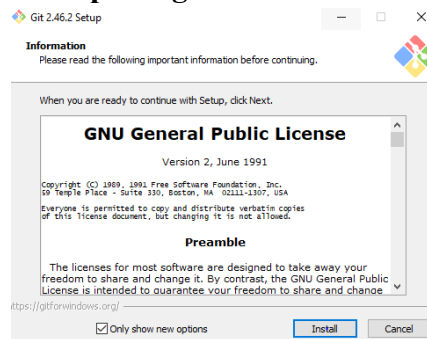 Git 2.46.2 Setup
Information
Please read the following important information before continuing.
When you are ready to continue with Setup, click Next.
GNU General Public License
Version 2, June 1991
Copyright (C) 1989, 1991 Free Software Foundation, Inc.
59 Temple Place - Suite 330, Boston, MA 02111-1307, USA
Everyone is permitted to copy and distribute verbatim copies
of this license document, but changing it is not allowed.
Preamble
The licenses for most software are designed to take away your
freedom to share and change it. By contrast, the GNU General Public
License is intended to guarantee your freedom to share and change
https://gitforwindows.org/
Only show new options
Install
Cancel